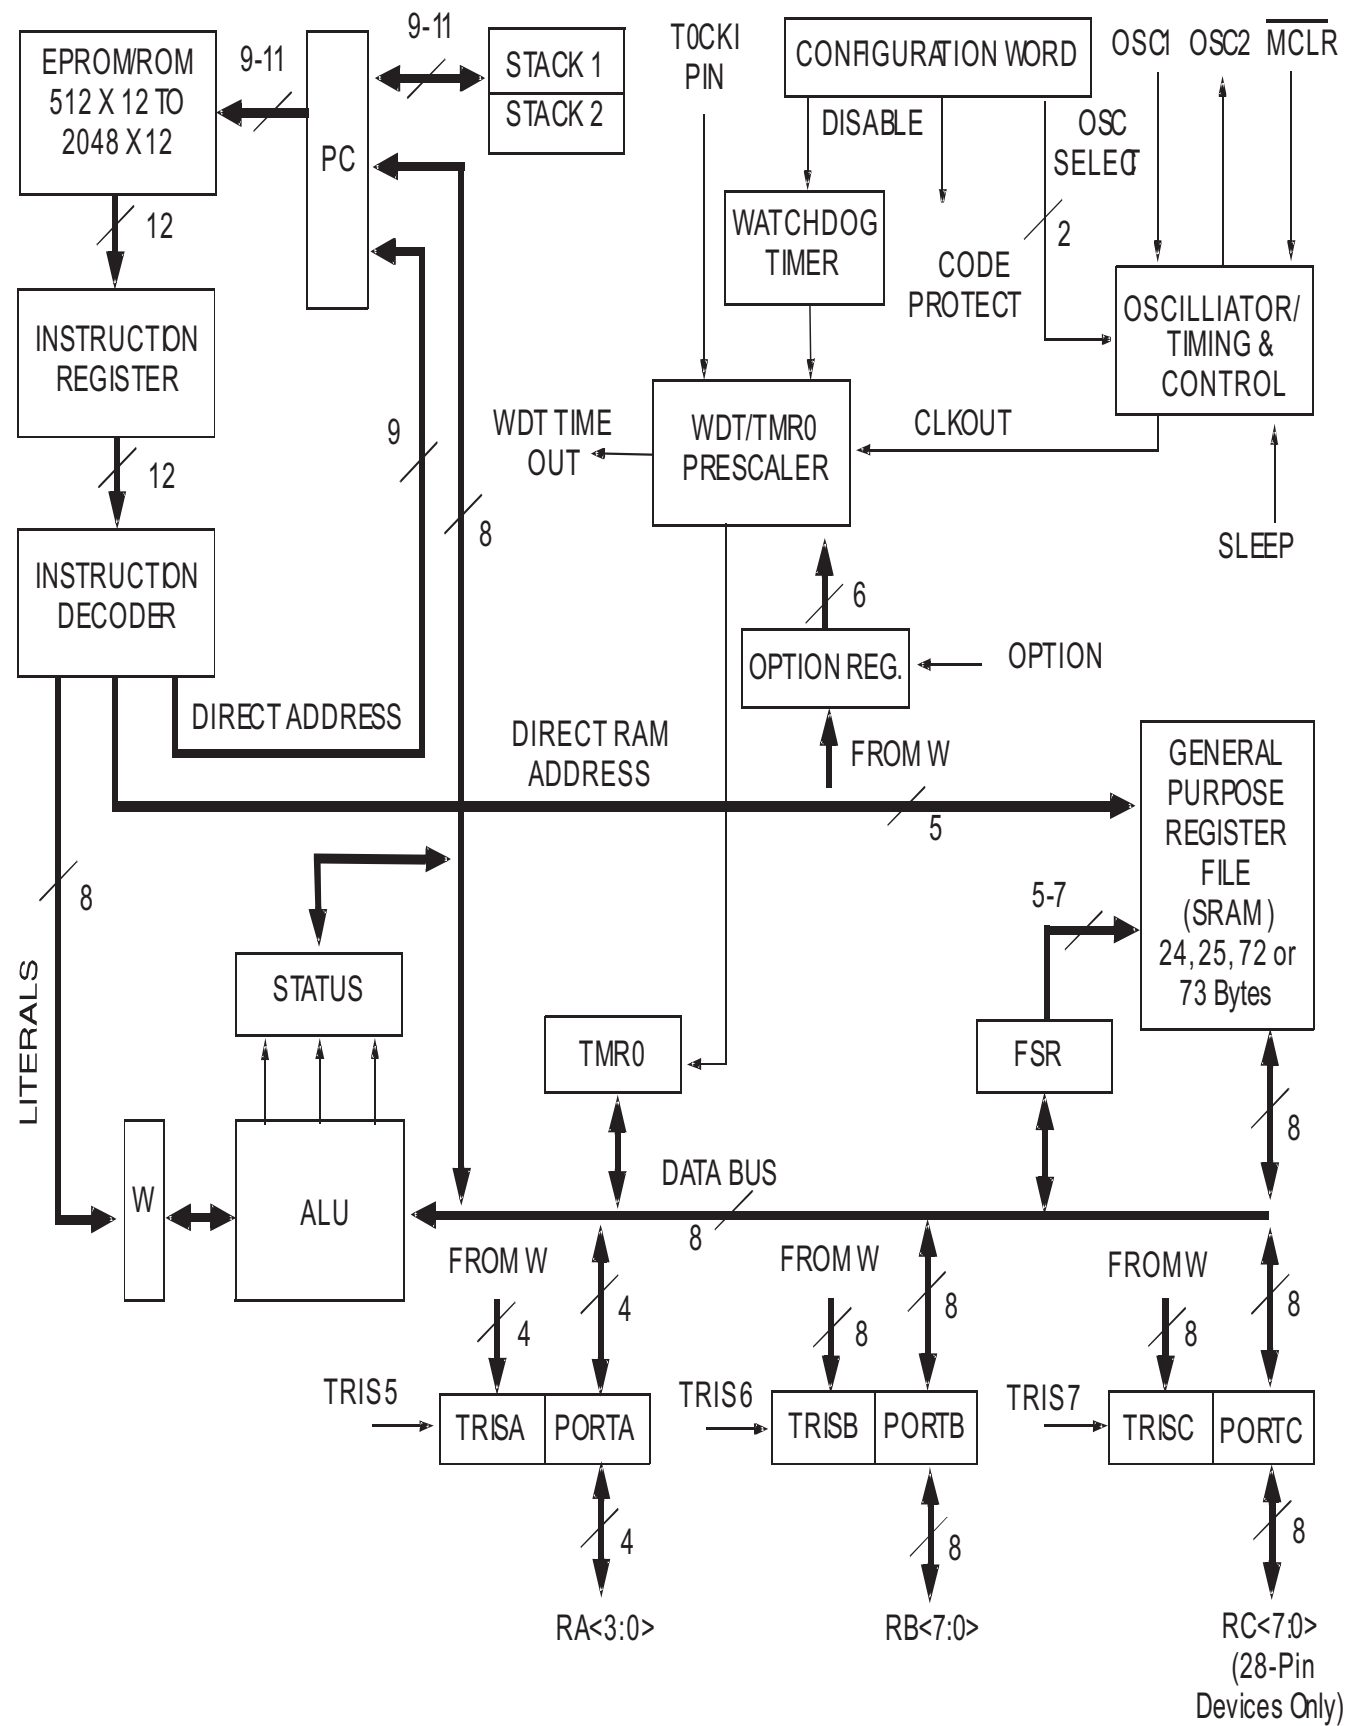 EPROM/ROM
512 X 12 TO
2048 X 12
9-11
PC
9-11
STACK 1
STACK 2
T0CKI
PIN
CONFIGURATION WORD
OSC1 OSC2 MCLR
DISABLE
OSC
SELECT
2
12
WATCHDOG
TIMER
CODE
PROTECT
OSCILLIATOR/
TIMING &
CONTROL
INSTRUCTION
REGISTER
9
WDT TIME
OUT
WDT/TMR0
PRESCALER
CLKOUT
12
8
SLEEP
INSTRUCTION
DECODER
6
OPTION REG.
OPTION
DIRECT ADDRESS
DIRECT RAM
ADDRESS
FROM W
5
GENERAL
PURPOSE
REGISTER
FILE
(SRAM)
24, 25, 72 or
73 Bytes
8
5-7
LITERALS
STATUS
TMR0
FSR
8
W
ALU
DATA BUS
8
FROM W
4
4
FROM W
8
8
FROM W
8
8
TRIS 5
TRISA
PORTA
TRIS 6
TRISB
PORTB
TRIS 7
TRISC
PORTC
4
8
8
RA<3:0>
RB<7:0>
RC<7:0>
(28-Pin
Devices Only)